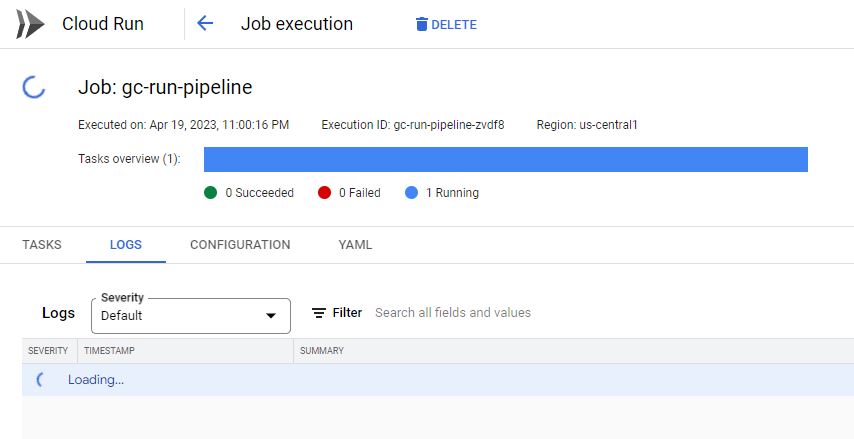 Cloud Run Job execution DELETE
Job: gc-run-pipeline
Executed on: Apr 19, 2023, 11:00:16 PM Execution ID: gc-run-pipeline-zvdf8 Region: us-central1
Tasks overview (1):
0 Succeeded 0 Failed 1 Running
TASKS LOGS CONFIGURATION YAML
Severity
Logs Default Filter Search all fields and values
SEVERITY TIMESTAMP SUMMARY
Loading...